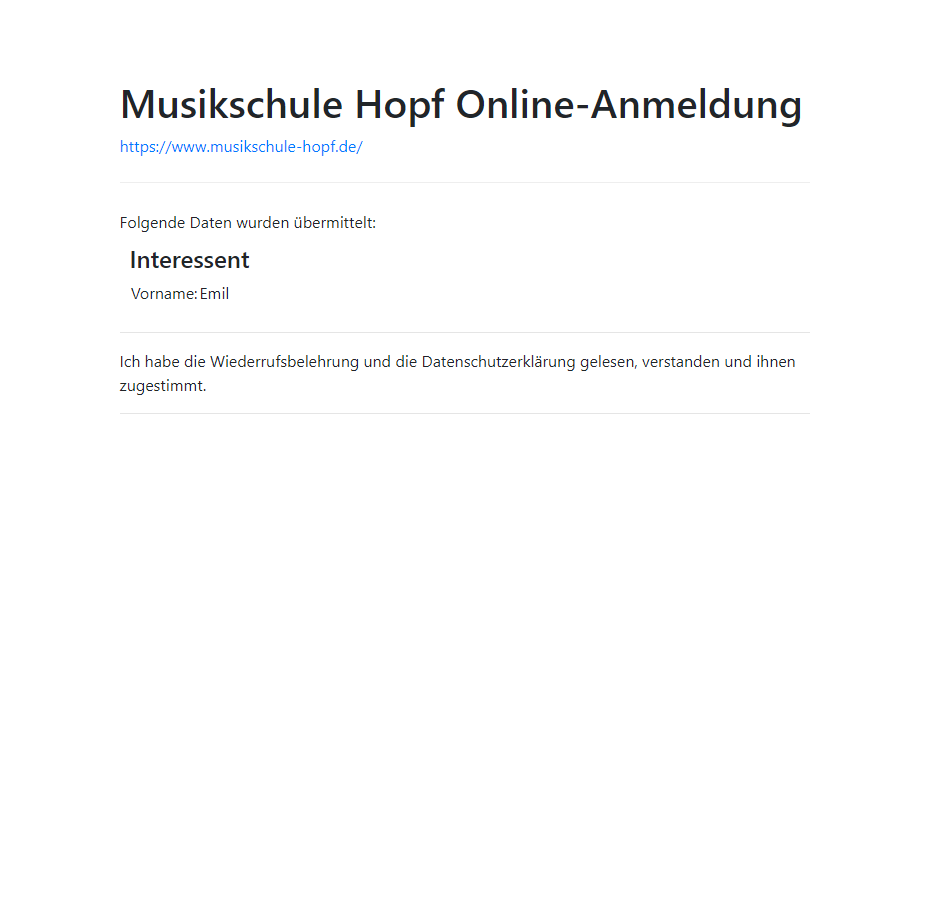 Musikschule Hopf Online-Anmeldung
https://www.musikschule-hopf.de/
Folgende Daten wurden übermittelt:
Interessent
Vorname: Emil
Ich habe die Wiederrufsbelehrung und die Datenschutzerklärung gelesen, verstanden und ihnen
zugestimmt.